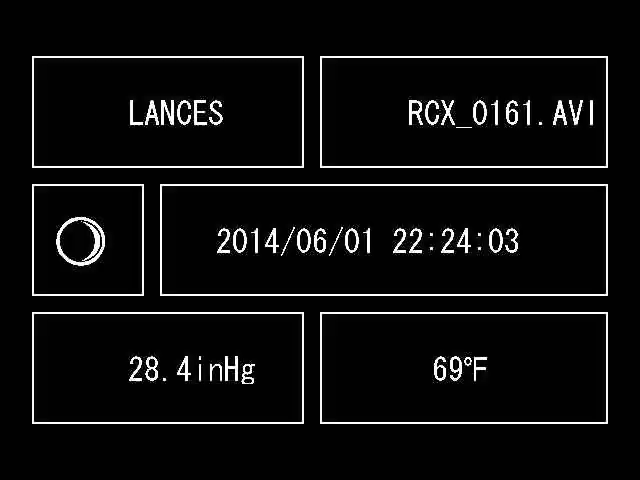 LANCES
RCX_0161.AVI
2014/06/01 22:24:03
28.4inHg
69°F